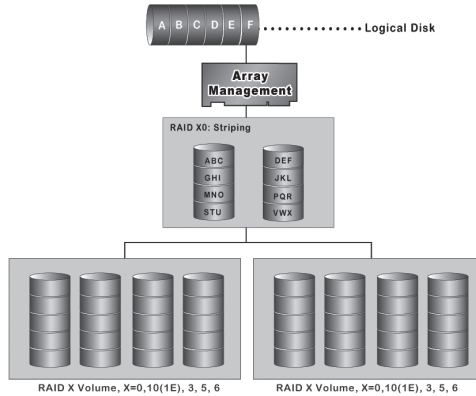 A B C D E F
Logical Disk
Array
Management
RAID X0: Striping
ABC DEF
GHI JKL
MNO PQR
STU VWX
RAID X Volume, X=0,10(1E), 3, 5, 6
RAID X Volume, X=0,10(1E), 3, 5, 6